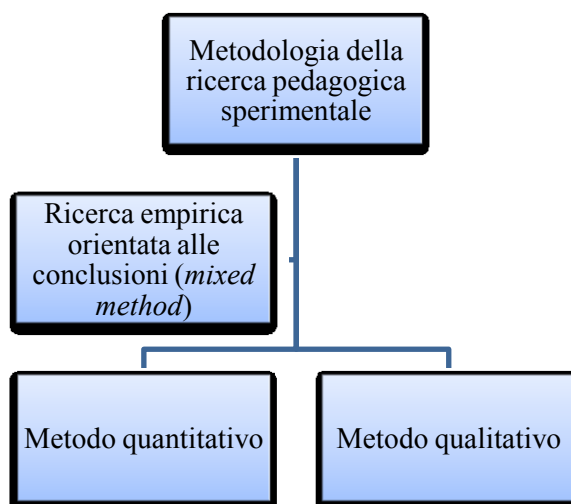 Metodologia della
ricerca pedagogica
sperimentale
Ricerca empirica
orientata alle
conclusioni (mixed
method)
Metodo quantitativo
Metodo qualitativo